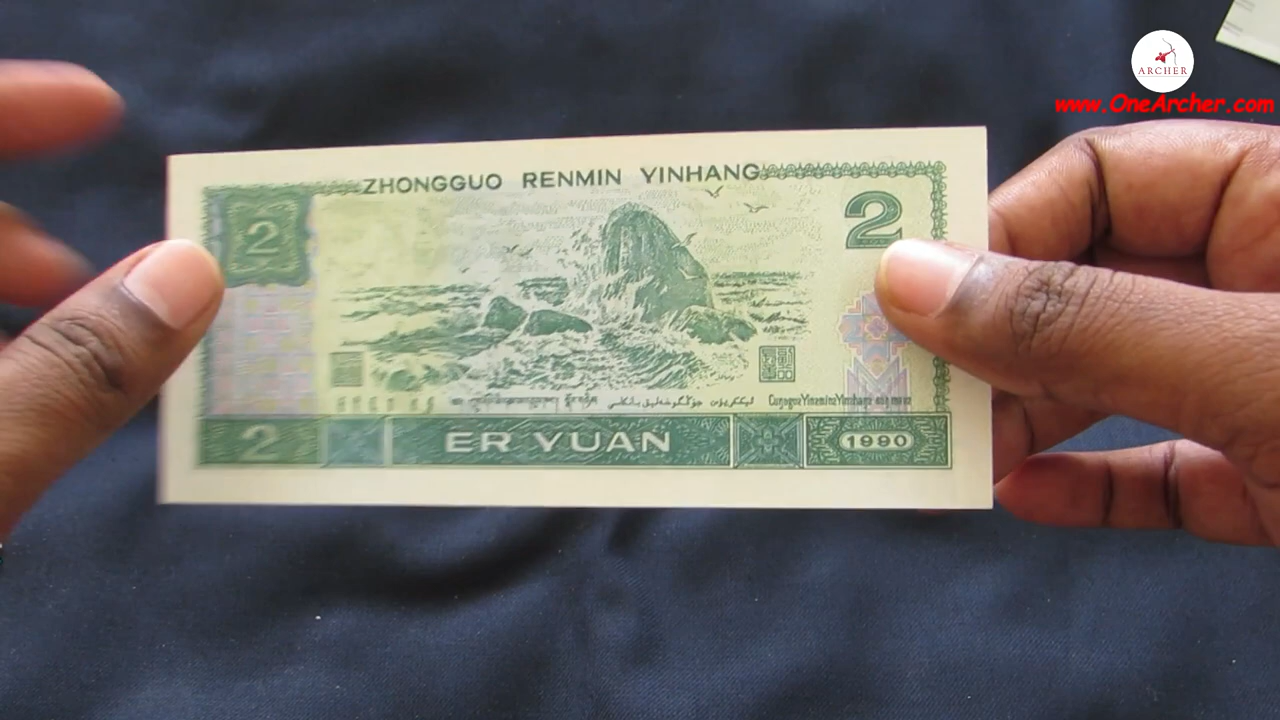 ARCHER
www.OneArcher.com
ZHONGGUO RENMIN YINHANG
2
2
2
ER YUAN
1990